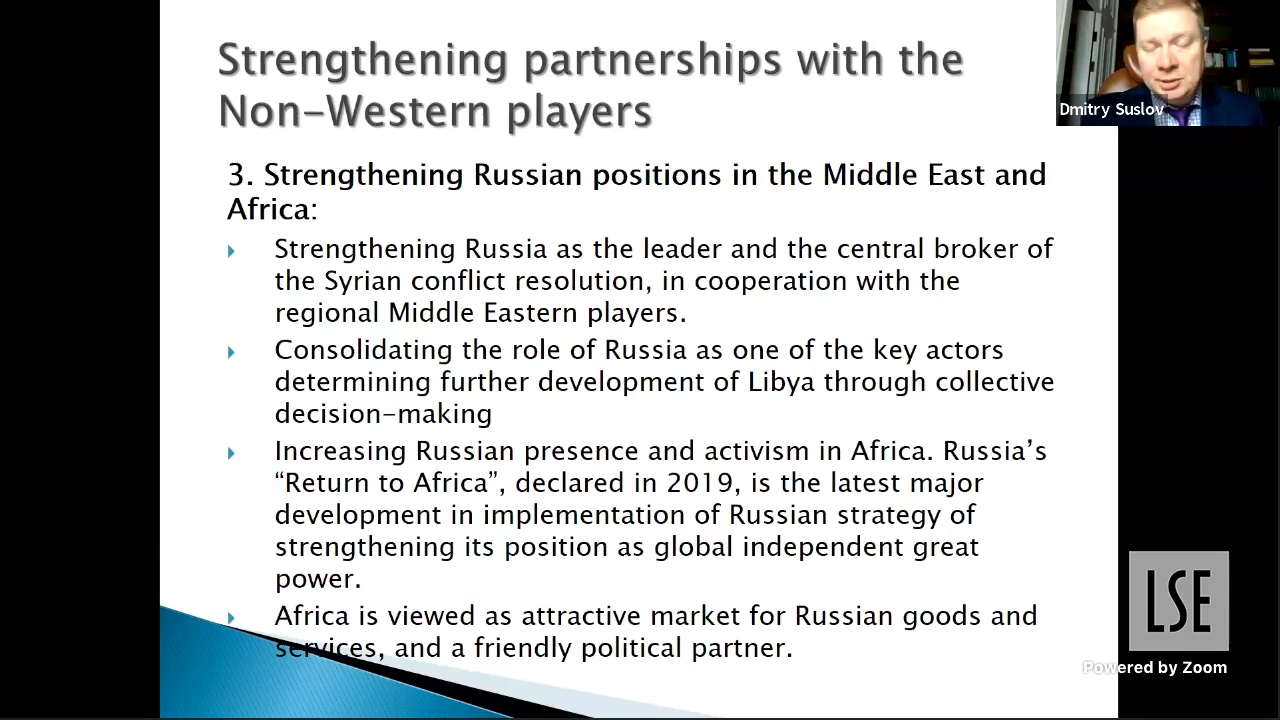 Strengthening partnerships with the
Non-Western players
Dmitry Suslov
3. Strengthening Russian positions in the Middle East and
Africa:
Strengthening Russia as the leader and the central broker of
the Syrian conflict resolution, in cooperation with the
regional Middle Eastern players.
Consolidating the role of Russia as one of the key actors
determining further development of Libya through collective
decision-making
Increasing Russian presence and activism in Africa. Russia’s
“Return to Africa”, declared in 2019, is the latest major
development in implementation of Russian strategy of
strengthening its position as global independent great
power.
Africa is viewed as attractive market for Russian goods and
services, and a friendly political partner.
LSE
Powered by Zoom